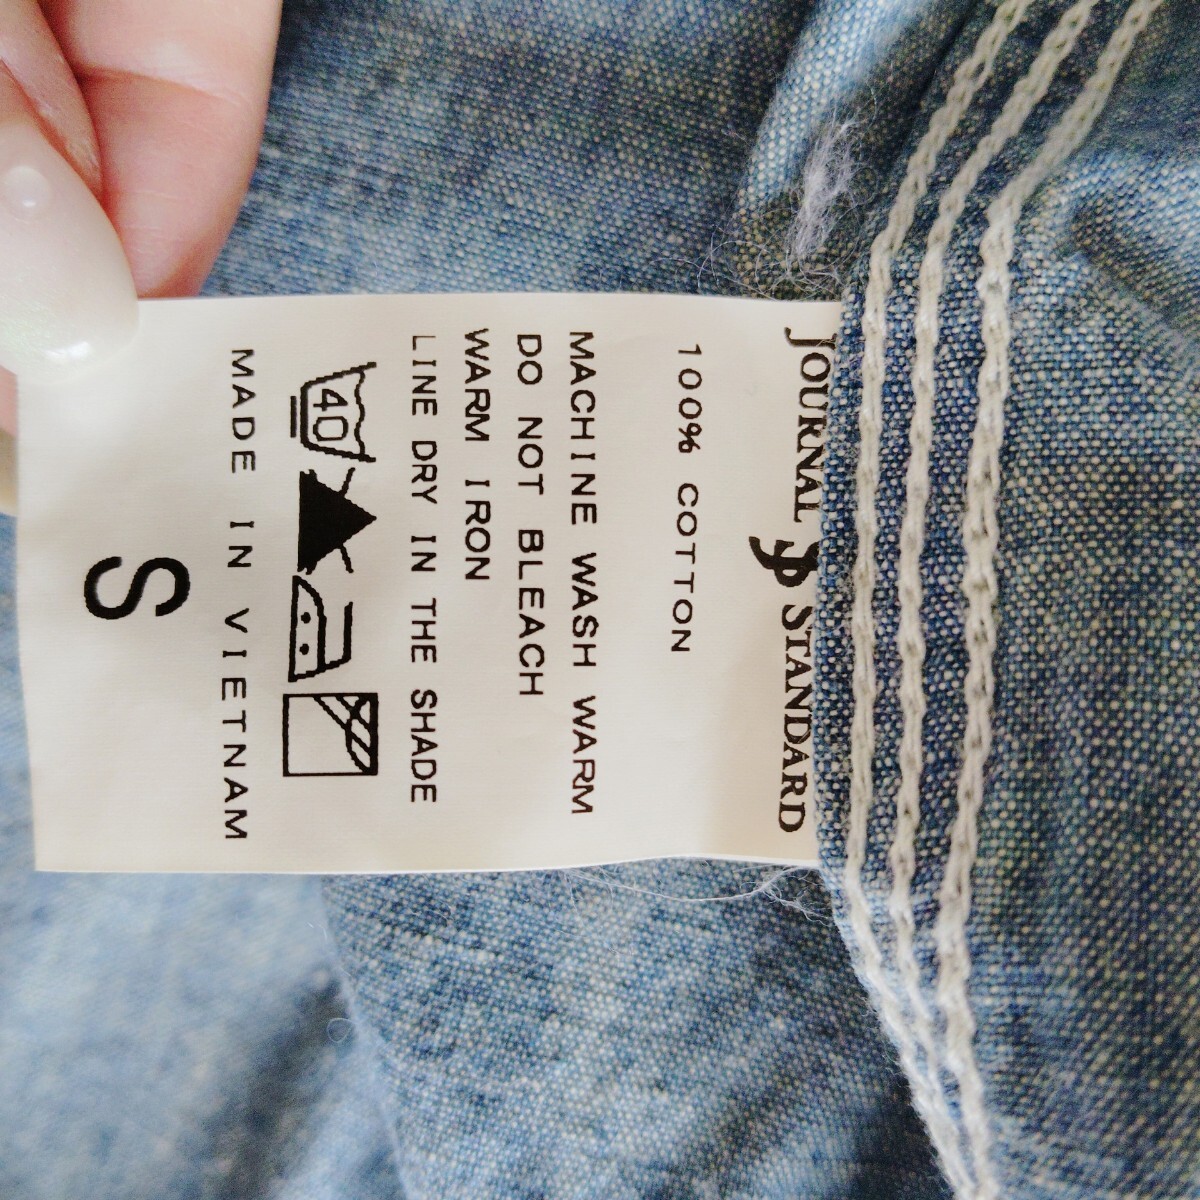 JOURNAL STANDARD
100% COTTON
MACHINE WASH WARM
DO NOT BLEACH
WARM IRON
LINE DRY IN THE SHADE
40
MADE IN VIETNAM
S